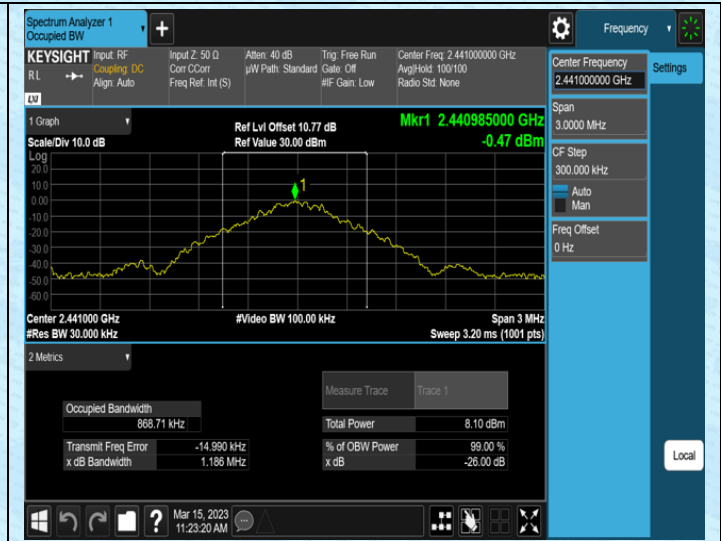 Spectrum Analyzer 1
Occupied BW
Frequency
KEYSIGHT
RL
LXI
Input: RF
Coupling: DC
Align: Auto
Input Z: 50 Ω
Corr CCorr
Freq Ref: Int (S)
Atten: 40 dB
µW Path: Standard
Trig: Free Run
Gate: Off
#IF Gain: Low
Center Freq: 2.441000000 GHz
Avg|Hold: 100/100
Radio Std: None
Center Frequency
2.441000000 GHz
Settings
Span
3.0000 MHz
CF Step
300.000 kHz
Auto
Man
Freq Offset
0 Hz
Local
1 Graph
Scale/Div 10.0 dB
Ref Lvl Offset 10.77 dB
Ref Value 30.00 dBm
Mkr1 2.440985000 GHz
-0.47 dBm
Log
20.0
10.0
0.00
-10.0
-20.0
-30.0
-40.0
-50.0
-60.0
1
Center 2.441000 GHz
#Res BW 30.000 kHz
#Video BW 100.00 kHz
Span 3 MHz
Sweep 3.20 ms (1001 pts)
2 Metrics
Measure Trace
Trace 1
Occupied Bandwidth
868.71 kHz
Total Power
8.10 dBm
Transmit Freq Error
-14.990 kHz
% of OBW Power
99.00 %
x dB Bandwidth
1.186 MHz
x dB
-26.00 dB
?
Mar 15, 2023
11:23:20 AM